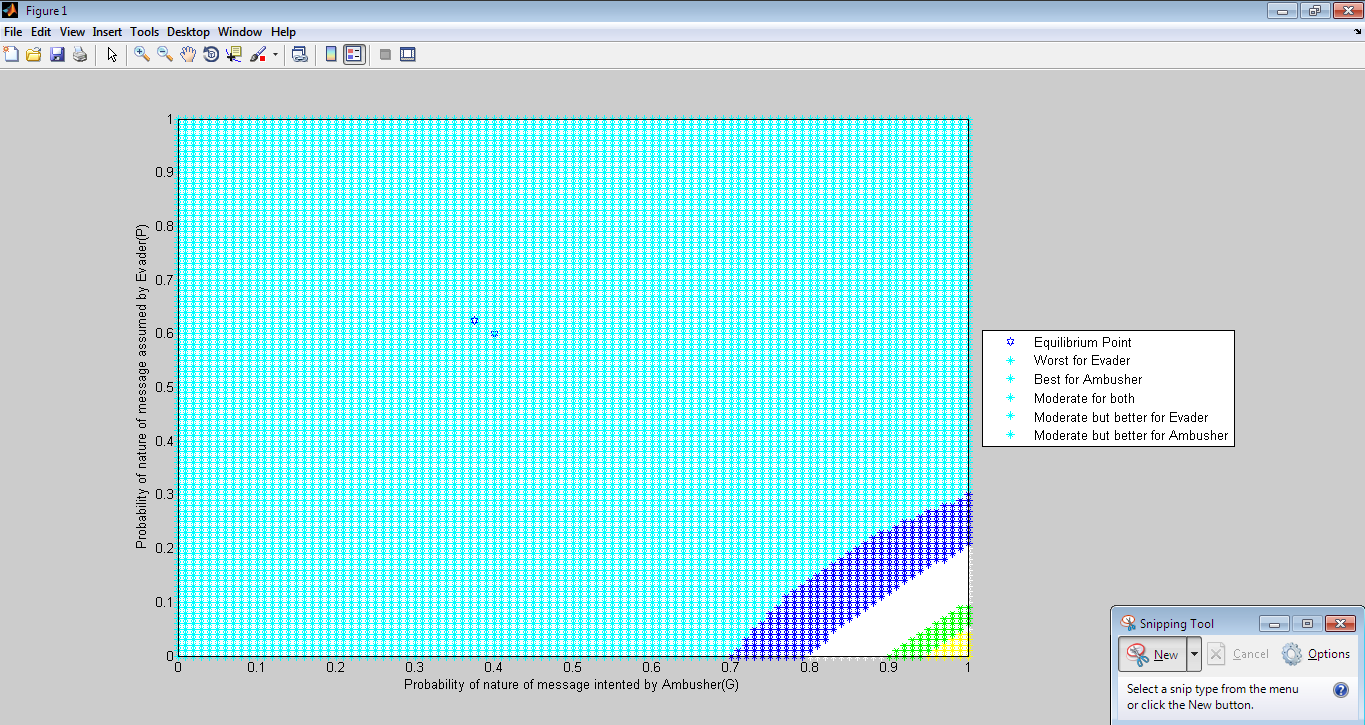 Figure 1
File Edit View Insert Tools Desktop Window Help
1
0.9
0.8
0.7
0.6
0.5
0.4
0.3
0.2
0.1
0
Probability of nature of message assumed by Evader(P)
0 0.1 0.2 0.3 0.4 0.5 0.6 0.7 0.8 0.9 1
Probability of nature of message intented by Ambusher(G)
Equilibrium Point
Worst for Evader
Best for Ambusher
Moderate for both
Moderate but better for Evader
Moderate but better for Ambusher
Snipping Tool
New Cancel Options
Select a snip type from the menu
or click the New button.